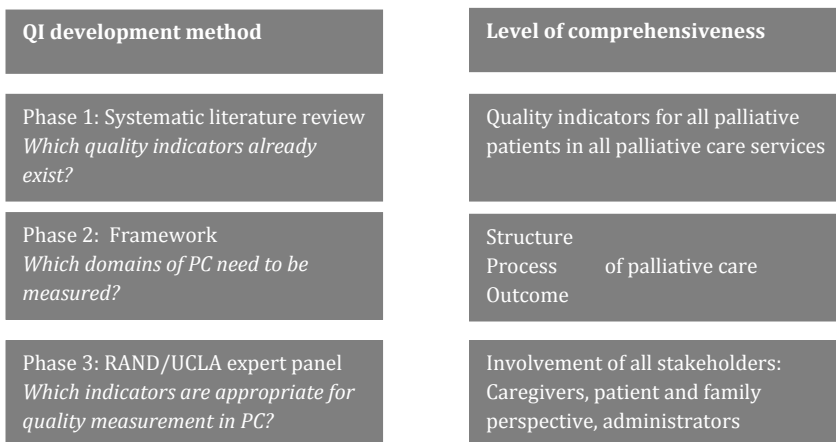 QI development method
Level of comprehensiveness
Phase 1: Systematic literature review
Which quality indicators already
exist?
Quality indicators for all palliative
patients in all palliative care services
Phase 2: Framework
Which domains of PC need to be
measured?
Structure
Process of palliative care
Outcome
Phase 3: RAND/UCLA expert panel
Which indicators are appropriate for
quality measurement in PC?
Involvement of all stakeholders:
Caregivers, patient and family
perspective, administrators